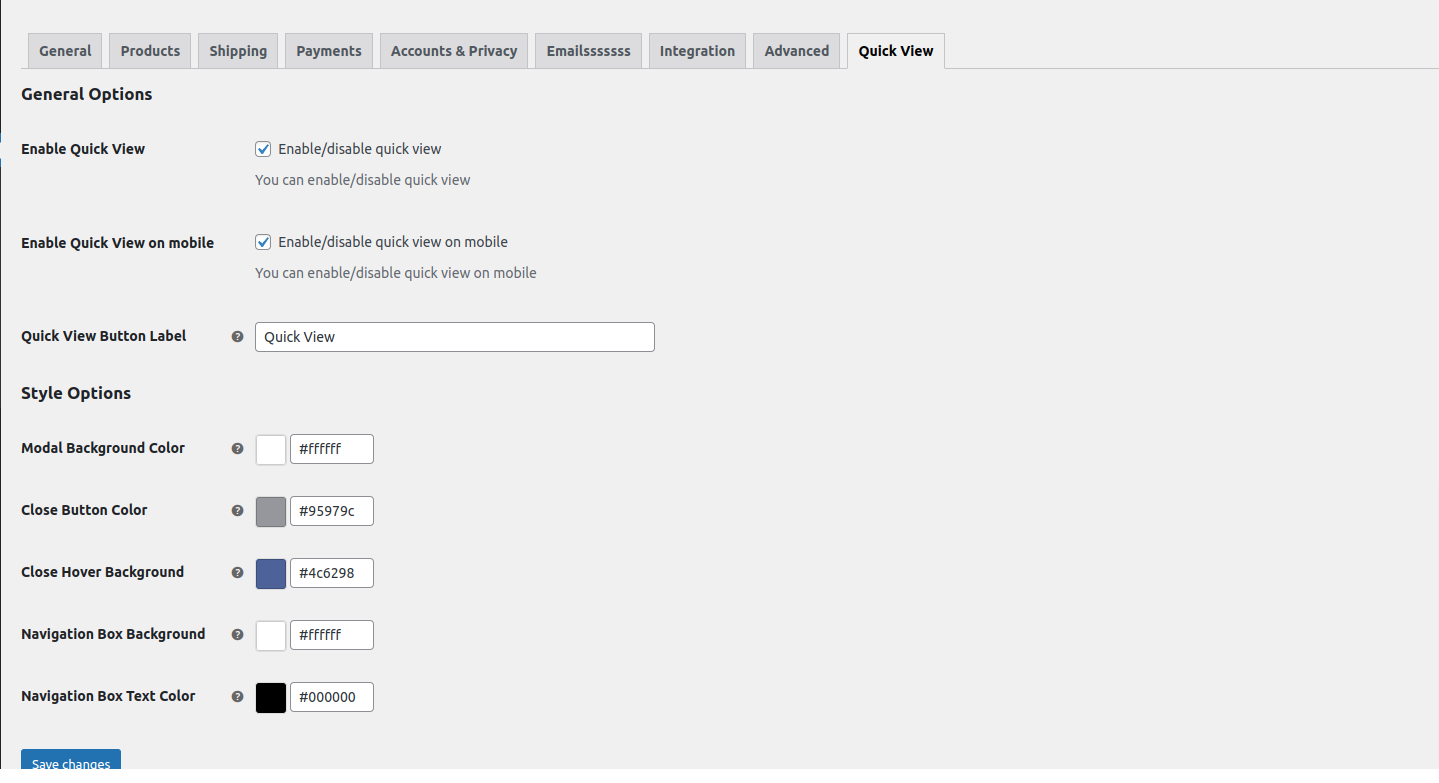 General Products Shipping Payments Accounts & Privacy Emailsssssss Integration Advanced Quick View
General Options
Enable Quick View Enable/disable quick view
You can enable/disable quick view
Enable Quick View on mobile Enable/disable quick view on mobile
You can enable/disable quick view on mobile
Quick View Button Label ? Quick View
Style Options
Modal Background Color ? #ffffff
Close Button Color ? #95979c
Close Hover Background ? #4c6298
Navigation Box Background ? #ffffff
Navigation Box Text Color ? #000000
Save changes